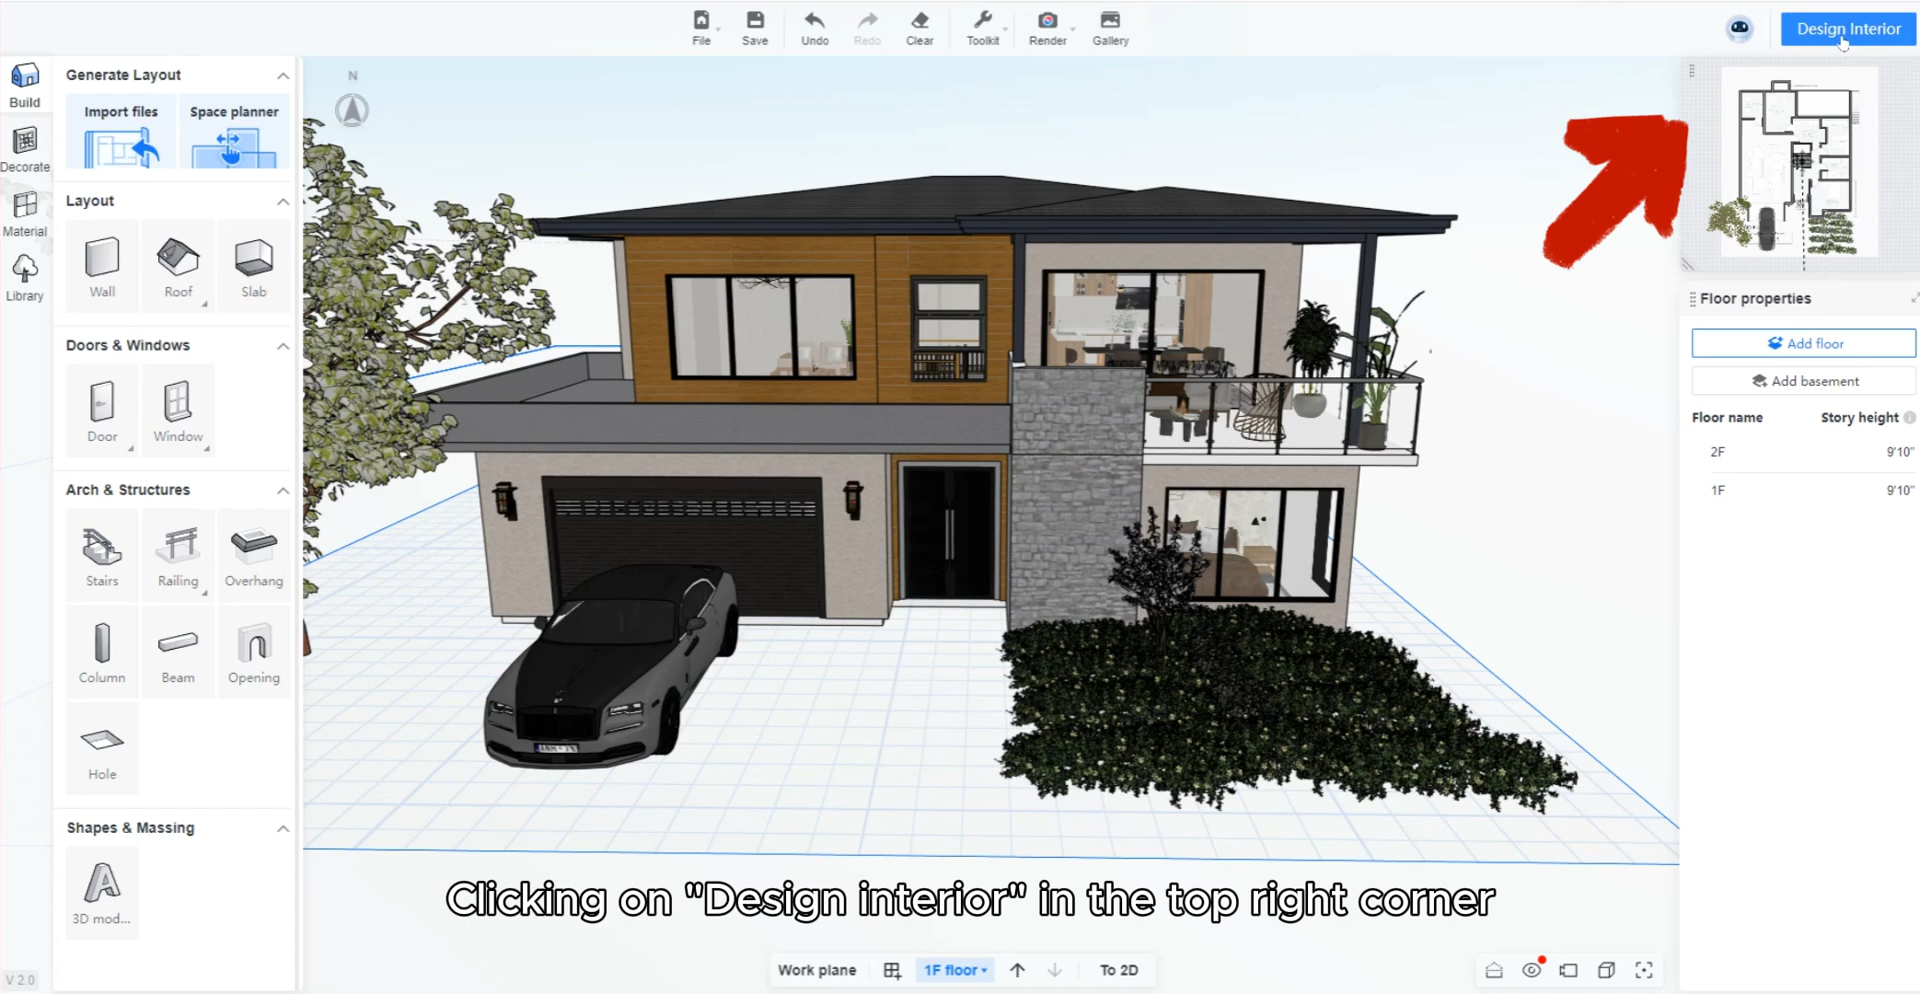 File
Save
Undo
Redo
Clear
Toolkit
Render
Gallery
Design Interior
Build
Decorate
Material
Library
Generate Layout
Import files
Space planner
Layout
Wall
Roof
Slab
Doors & Windows
Door
Window
Arch & Structures
Stairs
Railing
Overhang
Column
Beam
Opening
Hole
Shapes & Massing
3D mod...
V 2.0
N
Floor properties
Add floor
Add basement
Floor name Story height
2F 9'10"
1F 9'10"
Clicking on "Design interior" in the top right corner
Work plane
1F floor
To 2D